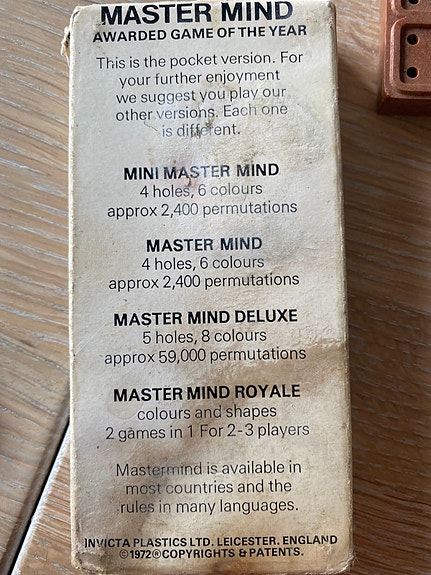 MASTER MIND
AWARDED GAME OF THE YEAR
This is the pocket version. For
your further enjoyment
we suggest you play our
other versions. Each one
is different.
MINI MASTER MIND
4 holes, 6 colours
approx 2,400 permutations
MASTER MIND
4 holes, 6 colours
approx 2,400 permutations
MASTER MIND DELUXE
5 holes, 8 colours
approx 59,000 permutations
MASTER MIND ROYALE
colours and shapes
2 games in 1 For 2-3 players
Mastermind is available in
most countries and the
rules in many languages.
INVICTA PLASTICS LTD. LEICESTER. ENGLAND
©1972® COPYRIGHTS & PATENTS.